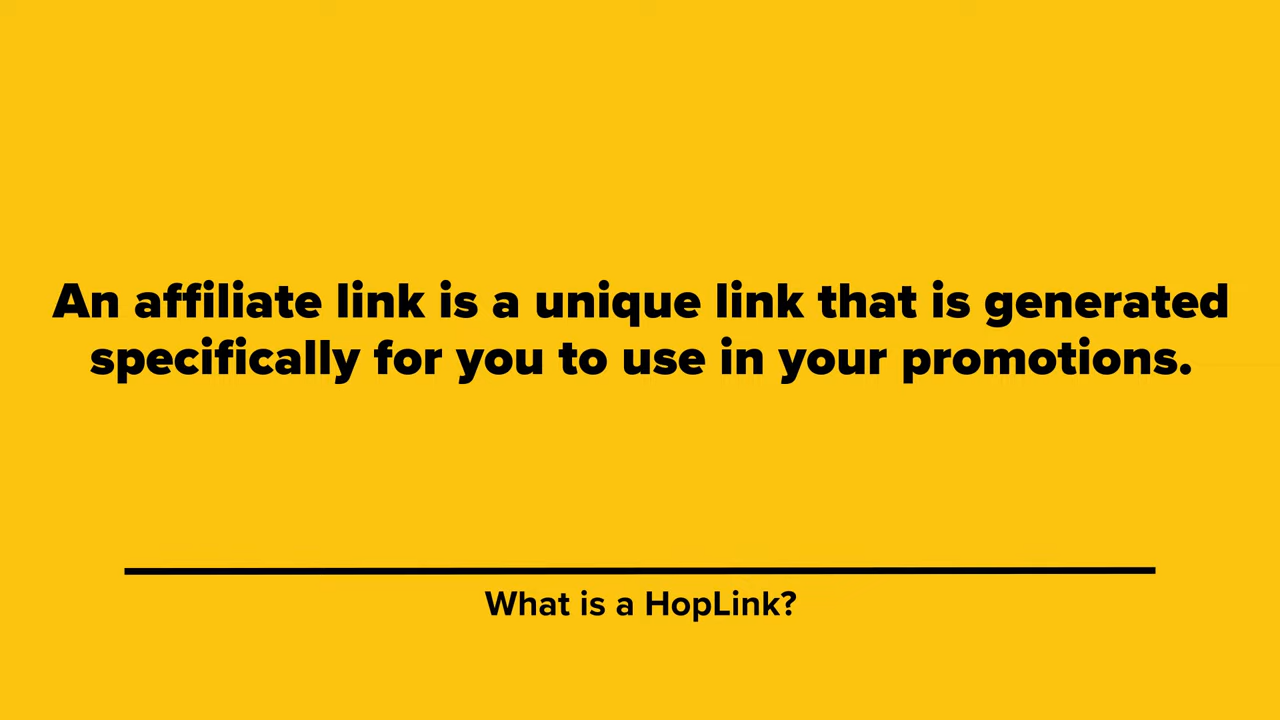 An affiliate link is a unique link that is generated
specifically for you to use in your promotions.
What is a HopLink?